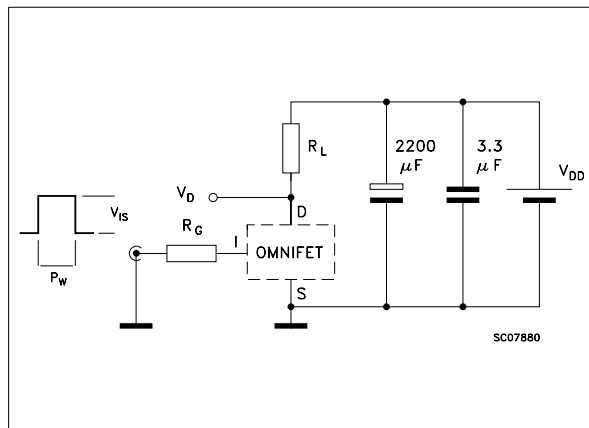 2200
μF
3.3
μF
R_L
V_DD
V_D
D
V_IS
R_G
I
OMNIFET
P_W
S
SC07880